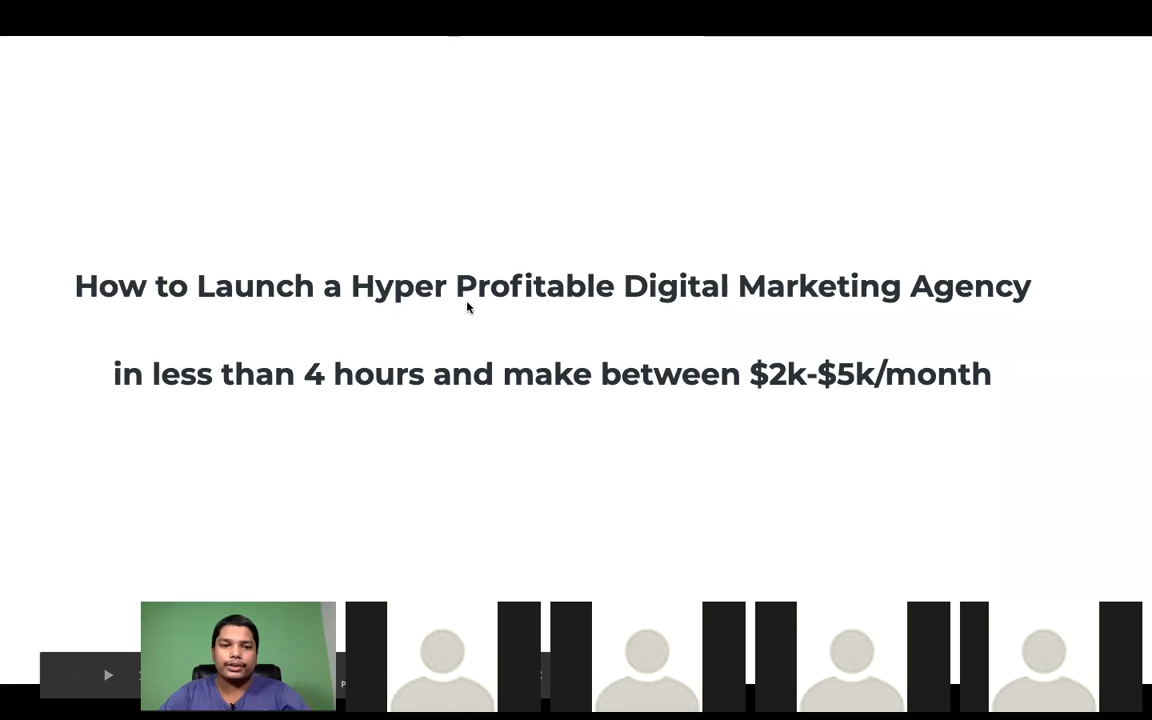 How to Launch a Hyper Profitable Digital Marketing Agency
in less than 4 hours and make between $2k-$5k/month
P